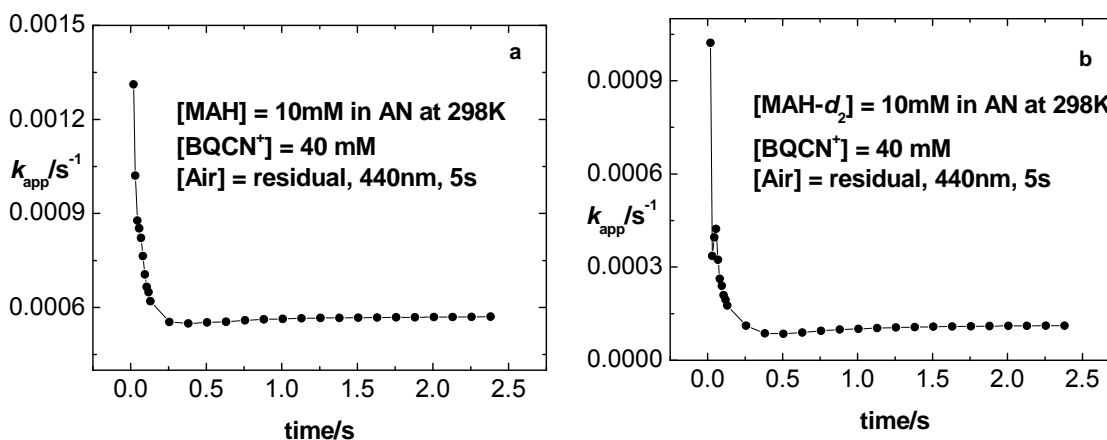 0.0015
0.0012
0.0009
0.0006
k_app/s⁻¹
a
[MAH] = 10mM in AN at 298K
[BQCN⁺] = 40 mM
[Air] = residual, 440nm, 5s
0.0 0.5 1.0 1.5 2.0 2.5
time/s
0.0009
0.0006
0.0003
0.0000
k_app/s⁻¹
b
[MAH-d₂] = 10mM in AN at 298K
[BQCN⁺] = 40 mM
[Air] = residual, 440nm, 5s
0.0 0.5 1.0 1.5 2.0 2.5
time/s